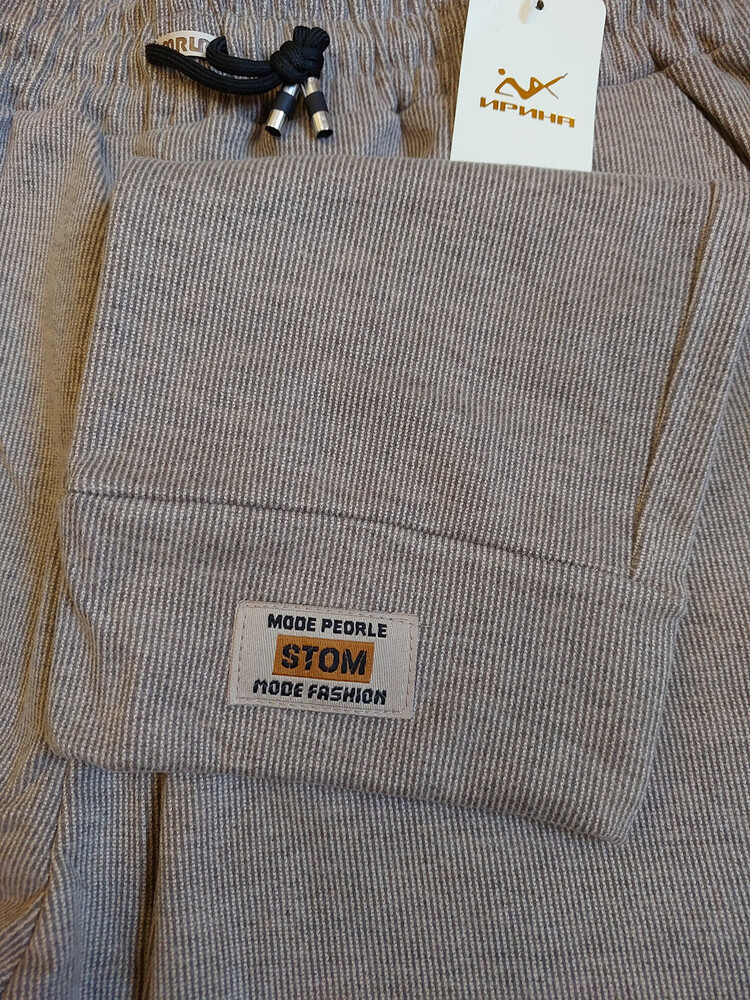 ИРИНА
MODE PEORLE
STOM
MODE FASHION